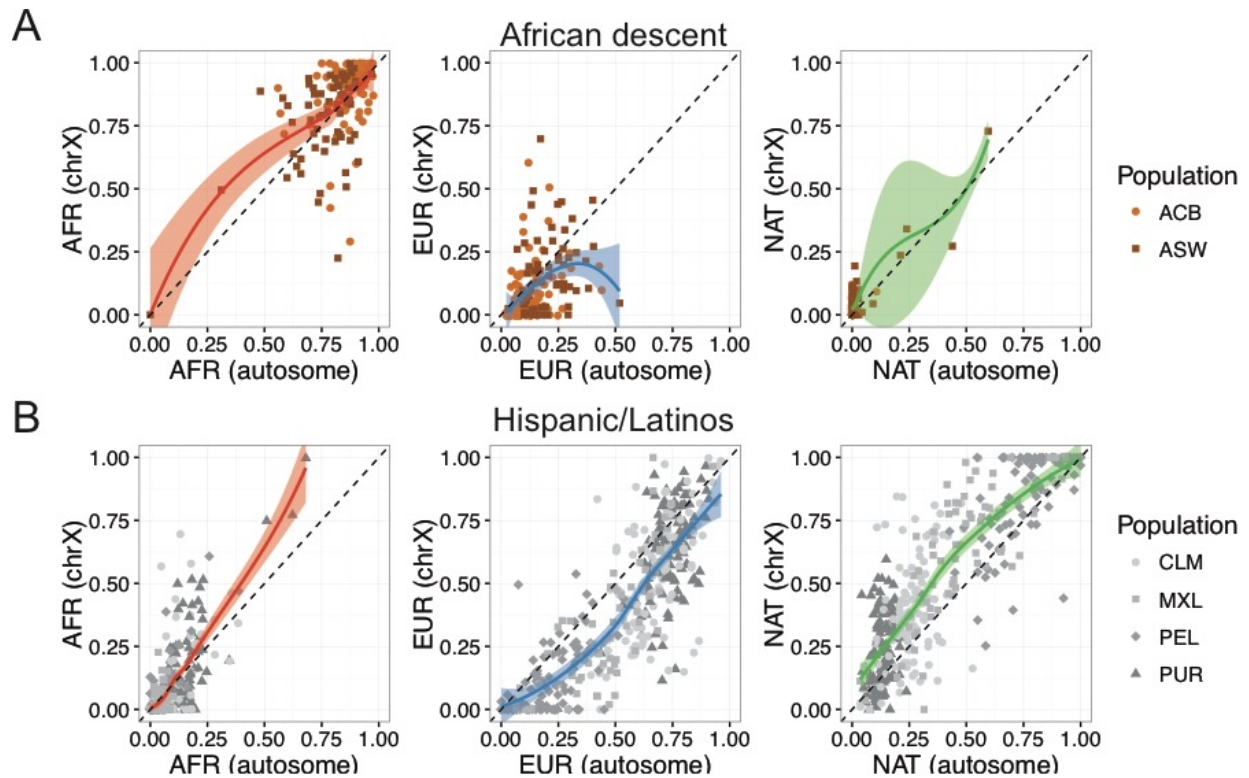 A
African descent
1.00
0.75
0.50
0.25
0.00
AFR (chrX)
0.00 0.25 0.50 0.75 1.00
AFR (autosome)
1.00
0.75
0.50
0.25
0.00
EUR (chrX)
0.00 0.25 0.50 0.75 1.00
EUR (autosome)
1.00
0.75
0.50
0.25
0.00
NAT (chrX)
0.00 0.25 0.50 0.75 1.00
NAT (autosome)
Population
ACB
ASW
B
Hispanic/Latinos
1.00
0.75
0.50
0.25
0.00
AFR (chrX)
0.00 0.25 0.50 0.75 1.00
AFR (autosome)
1.00
0.75
0.50
0.25
0.00
EUR (chrX)
0.00 0.25 0.50 0.75 1.00
EUR (autosome)
1.00
0.75
0.50
0.25
0.00
NAT (chrX)
0.00 0.25 0.50 0.75 1.00
NAT (autosome)
Population
CLM
MXL
PEL
PUR